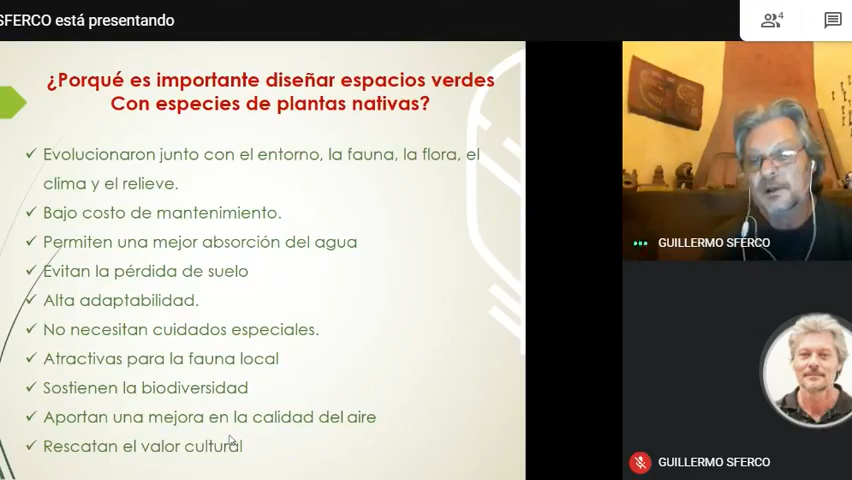 SFERCO está presentando
4
¿Porqué es importante diseñar espacios verdes
Con especies de plantas nativas?
✓ Evolucionaron junto con el entorno, la fauna, la flora, el
clima y el relieve.
✓ Bajo costo de mantenimiento.
✓ Permiten una mejor absorción del agua
✓ Evitan la pérdida de suelo
✓ Alta adaptabilidad.
✓ No necesitan cuidados especiales.
✓ Atractivas para la fauna local
✓ Sostienen la biodiversidad
✓ Aportan una mejora en la calidad del aire
✓ Rescatan el valor cultural
GUILLERMO SFERCO
GUILLERMO SFERCO